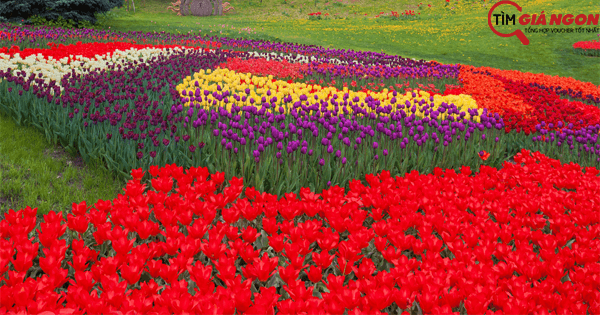 TÌM GIÁ NGON
TỔNG HỢP VOUCHER TỐT NHẤT